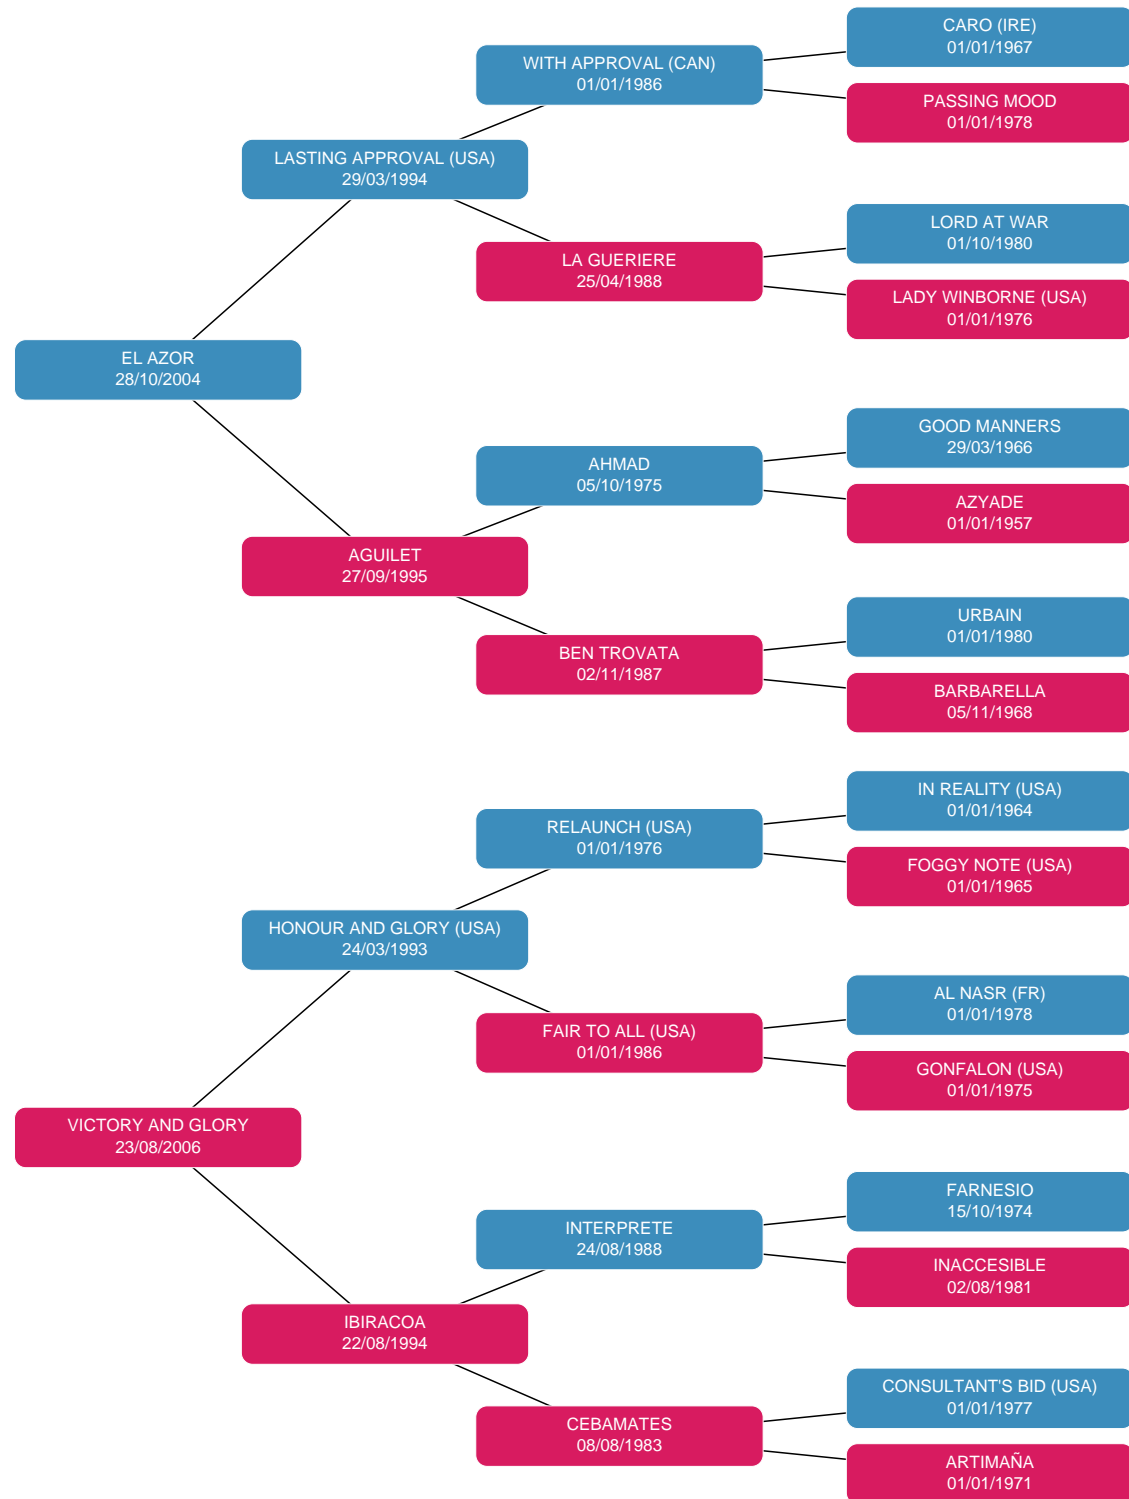 CARO (IRE)
01/01/1967
WITH APPROVAL (CAN)
01/01/1986
PASSING MOOD
01/01/1978
LASTING APPROVAL (USA)
29/03/1994
LORD AT WAR
01/10/1980
LA GUERIERE
25/04/1988
LADY WINBORNE (USA)
01/01/1976
EL AZOR
28/10/2004
GOOD MANNERS
29/03/1966
AHMAD
05/10/1975
AZYADE
01/01/1957
AGUILET
27/09/1995
URBAIN
01/01/1980
BEN TROVATA
02/11/1987
BARBARELLA
05/11/1968
IN REALITY (USA)
01/01/1964
RELAUNCH (USA)
01/01/1976
FOGGY NOTE (USA)
01/01/1965
HONOUR AND GLORY (USA)
24/03/1993
AL NASR (FR)
01/01/1978
FAIR TO ALL (USA)
01/01/1986
GONFALON (USA)
01/01/1975
VICTORY AND GLORY
23/08/2006
FARNESIO
15/10/1974
INTERPRETE
24/08/1988
INACCESIBLE
02/08/1981
IBIRACOA
22/08/1994
CONSULTANT'S BID (USA)
01/01/1977
CEBAMATES
08/08/1983
ARTIMAÑA
01/01/1971